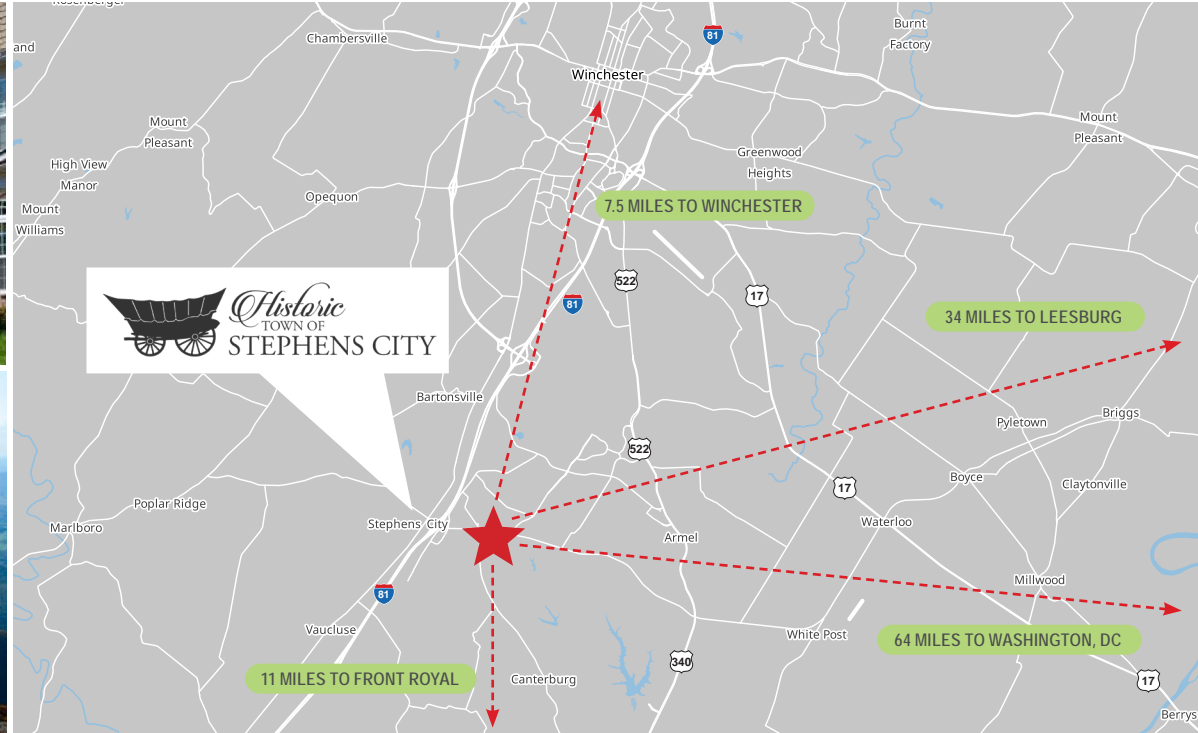 81
Burnt
Factory
and
Chambersville
Winchester
Mount
Pleasant
Mount
Pleasant
High View
Manor
Greenwood
Heights
Opequon
Mount
Williams
7.5 MILES TO WINCHESTER
522
17
81
Historic
TOWN OF
STEPHENS CITY
34 MILES TO LEESBURG
Bartonsville
Briggs
Pyletown
522
Boyce
Claytonville
17
Poplar Ridge
Marlboro
Stephens City
Waterloo
Armel
Millwood
81
Vaucluse
White Post
64 MILES TO WASHINGTON, DC
340
11 MILES TO FRONT ROYAL
Canterburg
17
Berrys